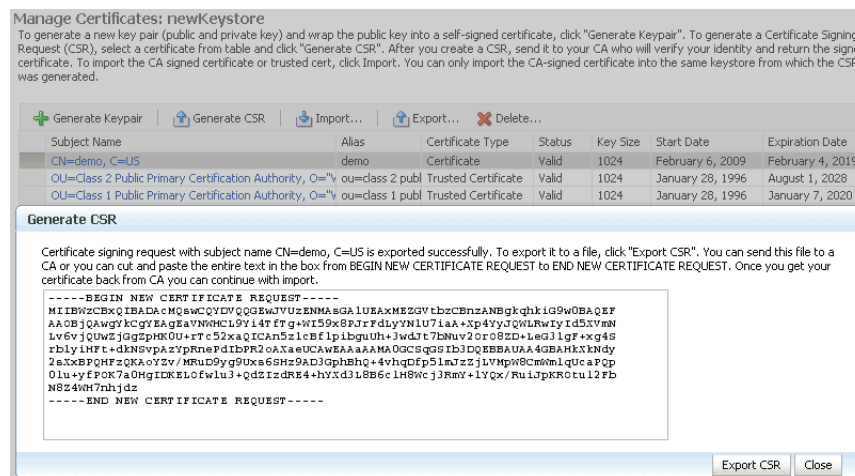 Manage Certificates: newKeystore
To generate a new key pair (public and private key) and wrap the public key into a self-signed certificate, click "Generate Keypair". To generate a Certificate Signing
Request (CSR), select a certificate from table and click "Generate CSR". After you create a CSR, send it to your CA who will verify your identity and return the
certificate. To import the CA signed certificate or trusted cert, click Import. You can only import the CA-signed certificate into the same keystore from which the CSR
was generated.
Generate Keypair Generate CSR Import... Export... Delete...
Subject Name Alias Certificate Type Status Key Size Start Date Expiration Date
CN=demo, C=US demo Certificate Valid 1024 February 6, 2009 February 4, 2019
OU=Class 2 Public Primary Certification Authority, O="V ou=class 2 publ Trusted Certificate Valid 1024 January 28, 1996 August 1, 2028
OU=Class 1 Public Primary Certification Authority, O="V ou=class 1 publ Trusted Certificate Valid 1024 January 28, 1996 January 7, 2020
Generate CSR
Certificate signing request with subject name CN=demo, C=US is exported successfully. To export it to a file, click "Export CSR". You can send this file to a
CA or you can cut and paste the entire text in the box from BEGIN NEW CERTIFICATE REQUEST to END NEW CERTIFICATE REQUEST. Once you get your
certificate back from CA you can continue with import.
-----BEGIN NEW CERTIFICATE REQUEST-----
N8Z4WH7nhjdz
-----END NEW CERTIFICATE REQUEST-----
Export CSR Close